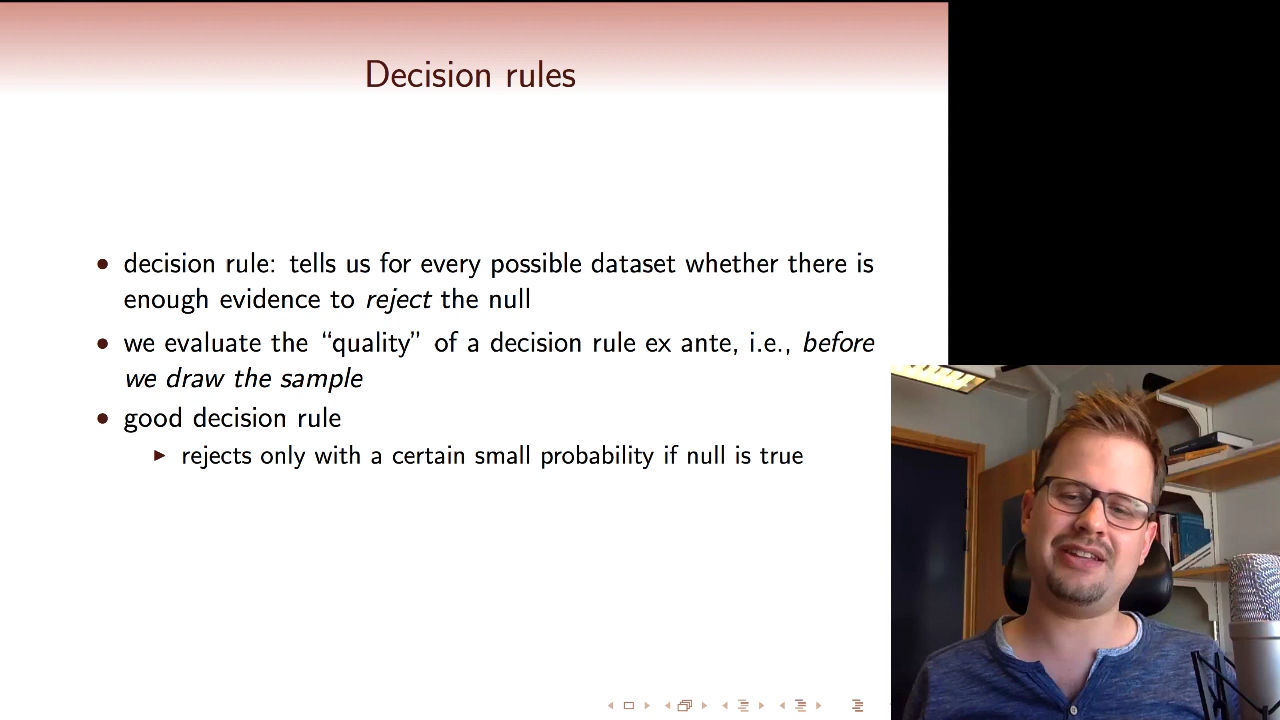 Decision rules
• decision rule: tells us for every possible dataset whether there is
enough evidence to reject the null
• we evaluate the “quality” of a decision rule ex ante, i.e., before
we draw the sample
• good decision rule
▶ rejects only with a certain small probability if null is true